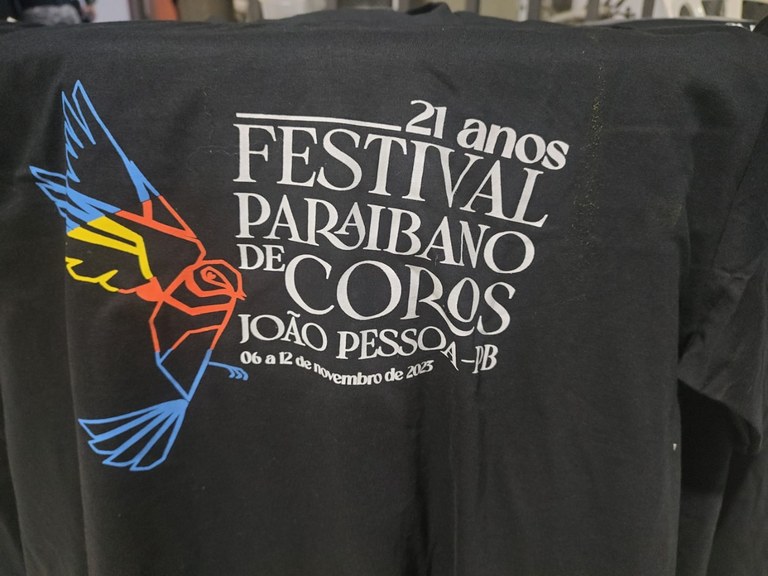 21 anos
FESTIVAL
PARAIBANO
DE COROS
JOÃO PESSOA-PB
06 a 12 de novembro de 2023